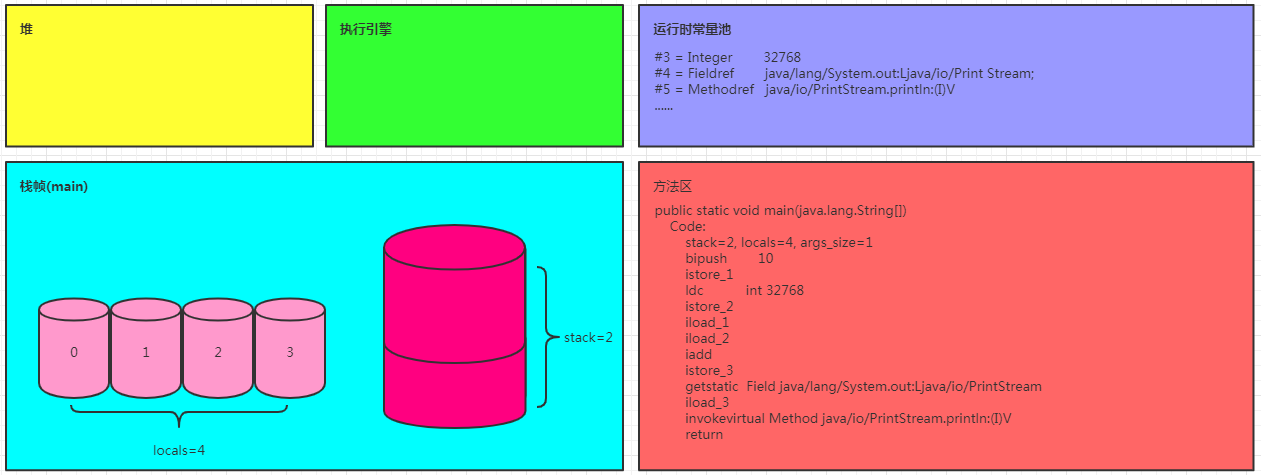 堆
执行引擎
运行时常量池
#3 = Integer 32768
#4 = Fieldref java/lang/System.out:Ljava/io/Print Stream;
#5 = Methodref java/io/PrintStream.println:(I)V
......
栈帧(main)
0 1 2 3
locals=4
stack=2
方法区
public static void main(java.lang.String[])
Code:
stack=2, locals=4, args_size=1
bipush 10
istore_1
ldc int 32768
istore_2
iload_1
iload_2
iadd
istore_3
getstatic Field java/lang/System.out:Ljava/io/PrintStream
iload_3
invokevirtual Method java/io/PrintStream.println:(I)V
return